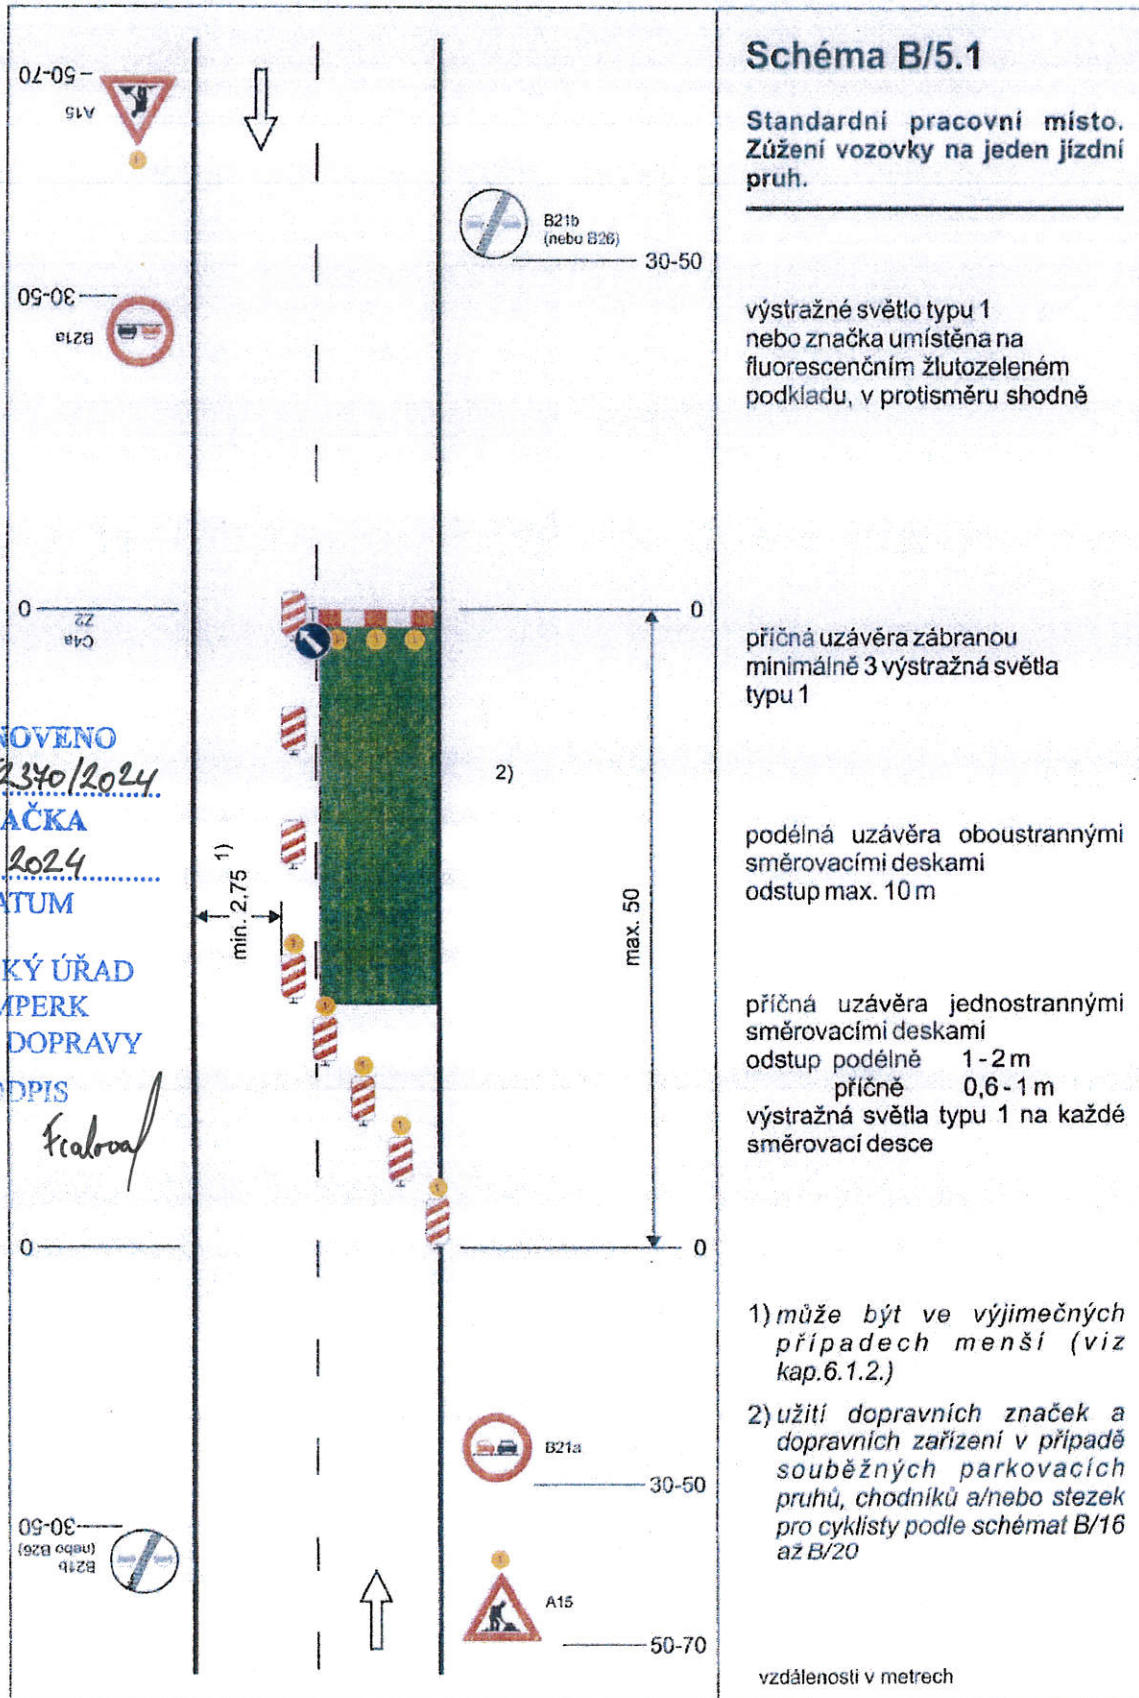 Schéma B/5.1
Standardní pracovní místo.
Zúžení vozovky na jeden jízdní
pruh.
50-70
A15
B21b
(nebo B26)
30-50
30-50
B21a
výstražné světlo typu 1
nebo značka umístěna na
fluorescenčním žlutozeleném
podkladu, v protisměru shodně
0
Z2
C4a
0
příčná uzávěra zábranou
minimálně 3 výstražná světla
typu 1
NOVENO
2370/2024
AČKA
2024
ATUM
KÝ ÚŘAD
MPERK
DOPRAVY
ODPIS
2)
min. 2,75 1)
max. 50
podélná uzávěra oboustrannými
směrovacími deskami
odstup max. 10 m
příčná uzávěra jednostrannými
směrovacími deskami
odstup podélně 1-2 m
příčně 0,6-1 m
výstražná světla typu 1 na každé
směrovací desce
0
0
1) může být ve výjimečných
případech menší (viz
kap.6.1.2.)
2) užití dopravních značek a
dopravních zařízení v případě
souběžných parkovacích
pruhů, chodníků a/nebo stezek
pro cyklisty podle schémat B/16
až B/20
B21a
30-50
30-50
B21b
(nebo B26)
A15
50-70
vzdálenosti v metrech